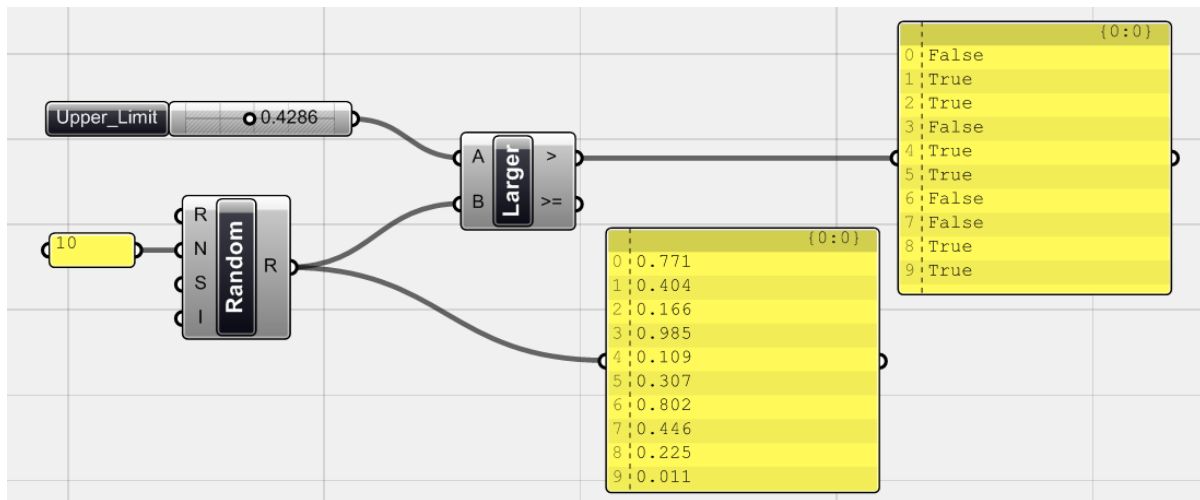 Upper_Limit 0.4286
10
R
N
S
I
Random
R
A
B
Larger
>
>=
{0:0}
0 0.771
1 0.404
2 0.166
3 0.985
4 0.109
5 0.307
6 0.802
7 0.446
8 0.225
9 0.011
{0:0}
0 False
1 True
2 True
3 False
4 True
5 True
6 False
7 False
8 True
9 True